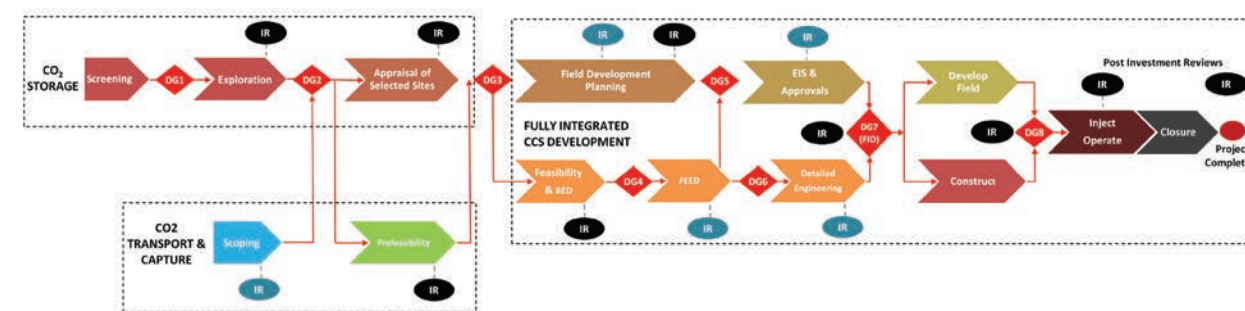 CO₂
STORAGE
Screening
DG1
Exploration
IR
DG2
Appraisal of
Selected Sites
IR
DG3
CO2
TRANSPORT &
CAPTURE
Scoping
IR
Prefeasibility
IR
FULLY INTEGRATED
CCS DEVELOPMENT
IR
IR
Field Development
Planning
DG5
IR
EIS &
Approvals
Feasibility
& BED
IR
DG4
FEED
IR
DG6
Detailed
Engineering
IR
IR
DG7
(FID)
Develop
Field
Construct
IR
DG8
Post Investment Reviews
IR
IR
Inject
Operate
Closure
Project
Complet